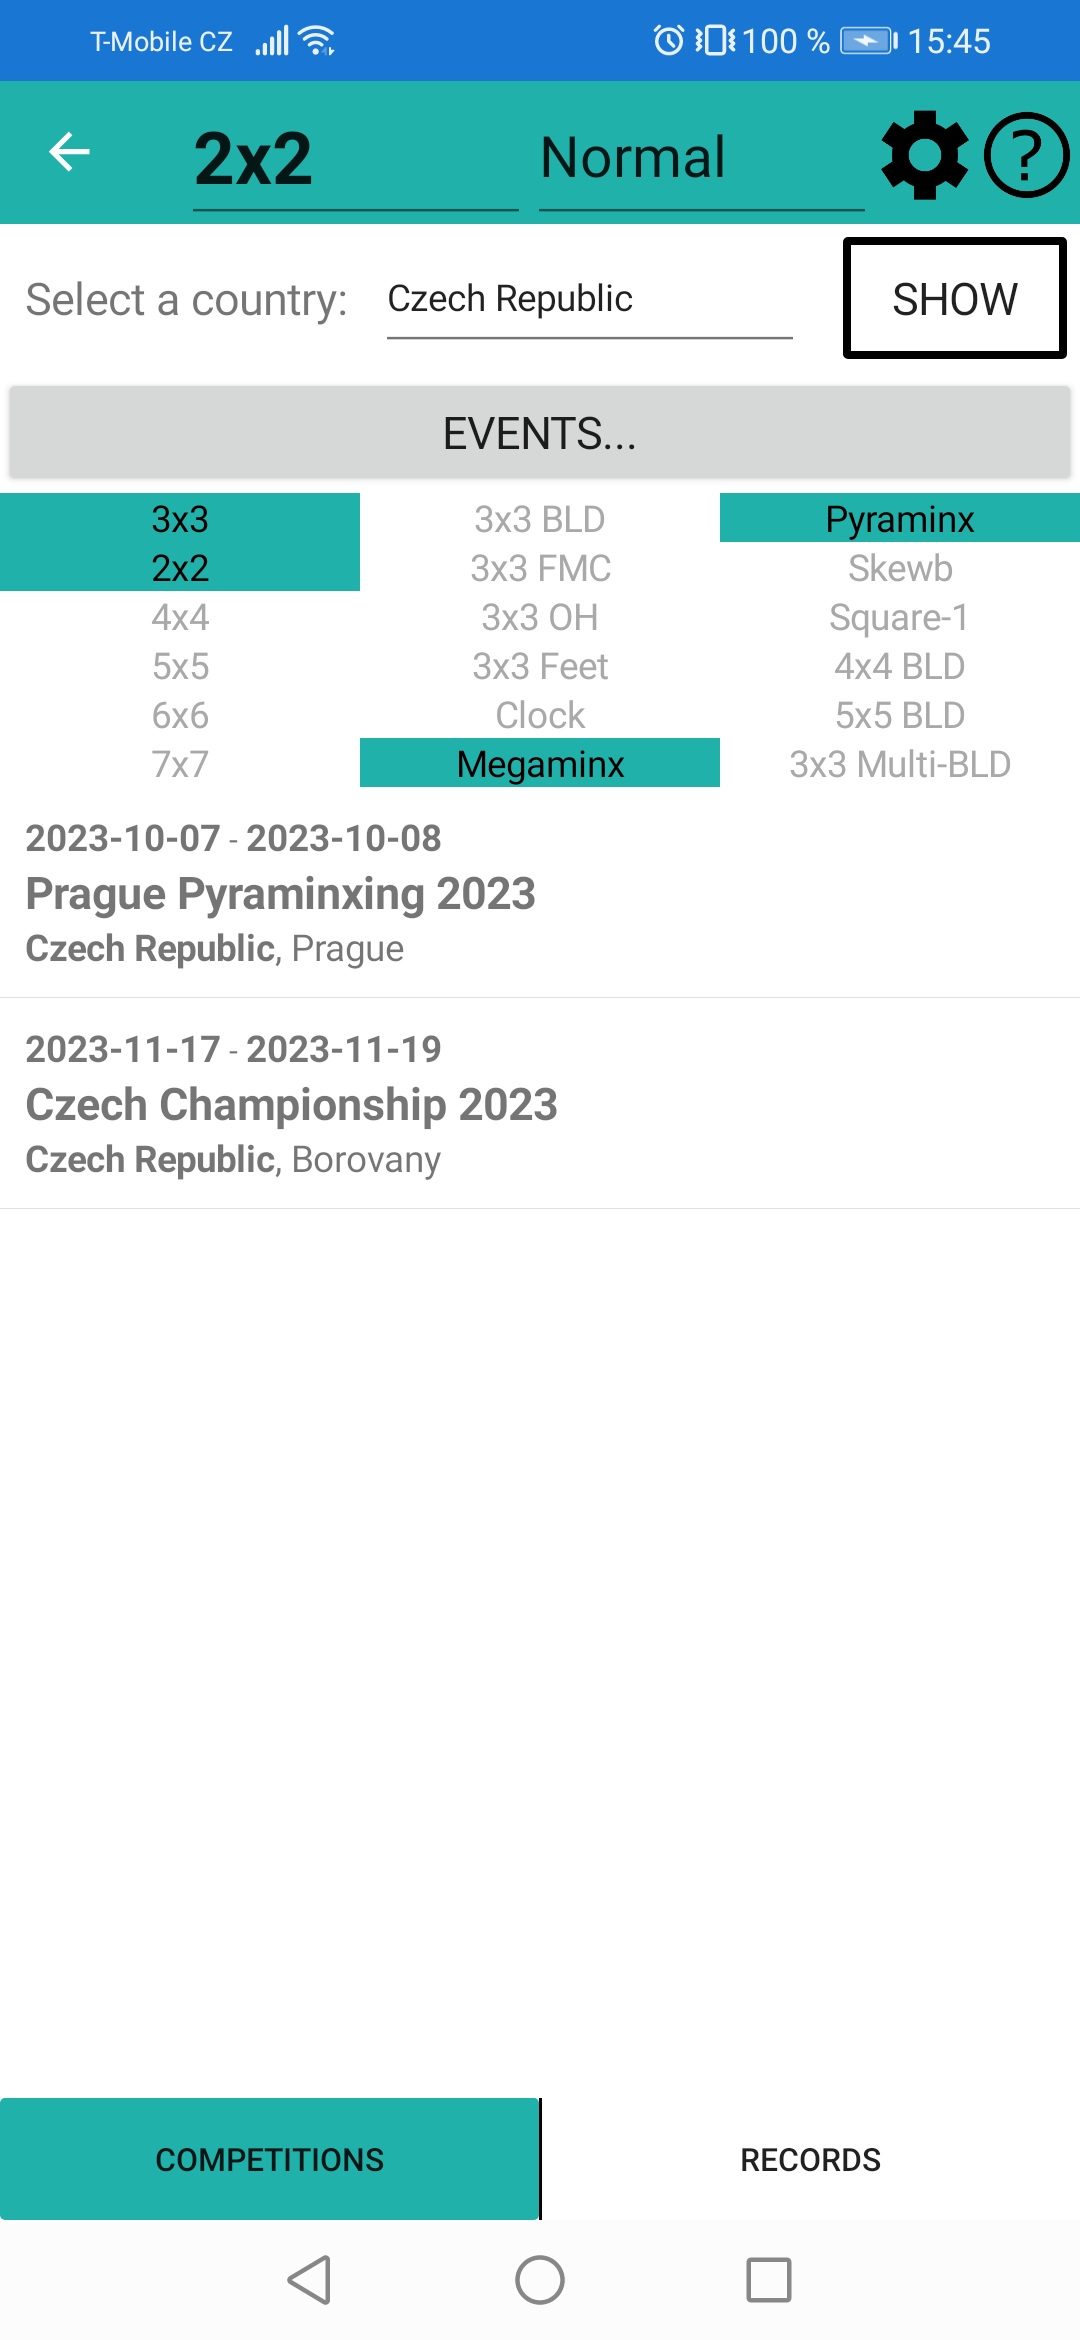 T-Mobile CZ 100 % 15:45
2x2 Normal ?
Select a country: Czech Republic SHOW
EVENTS...
3x3 3x3 BLD Pyraminx
2x2 3x3 FMC Skewb
4x4 3x3 OH Square-1
5x5 3x3 Feet 4x4 BLD
6x6 Clock 5x5 BLD
7x7 Megaminx 3x3 Multi-BLD
2023-10-07 - 2023-10-08
Prague Pyraminxing 2023
Czech Republic, Prague
2023-11-17 - 2023-11-19
Czech Championship 2023
Czech Republic, Borovany
COMPETITIONS RECORDS